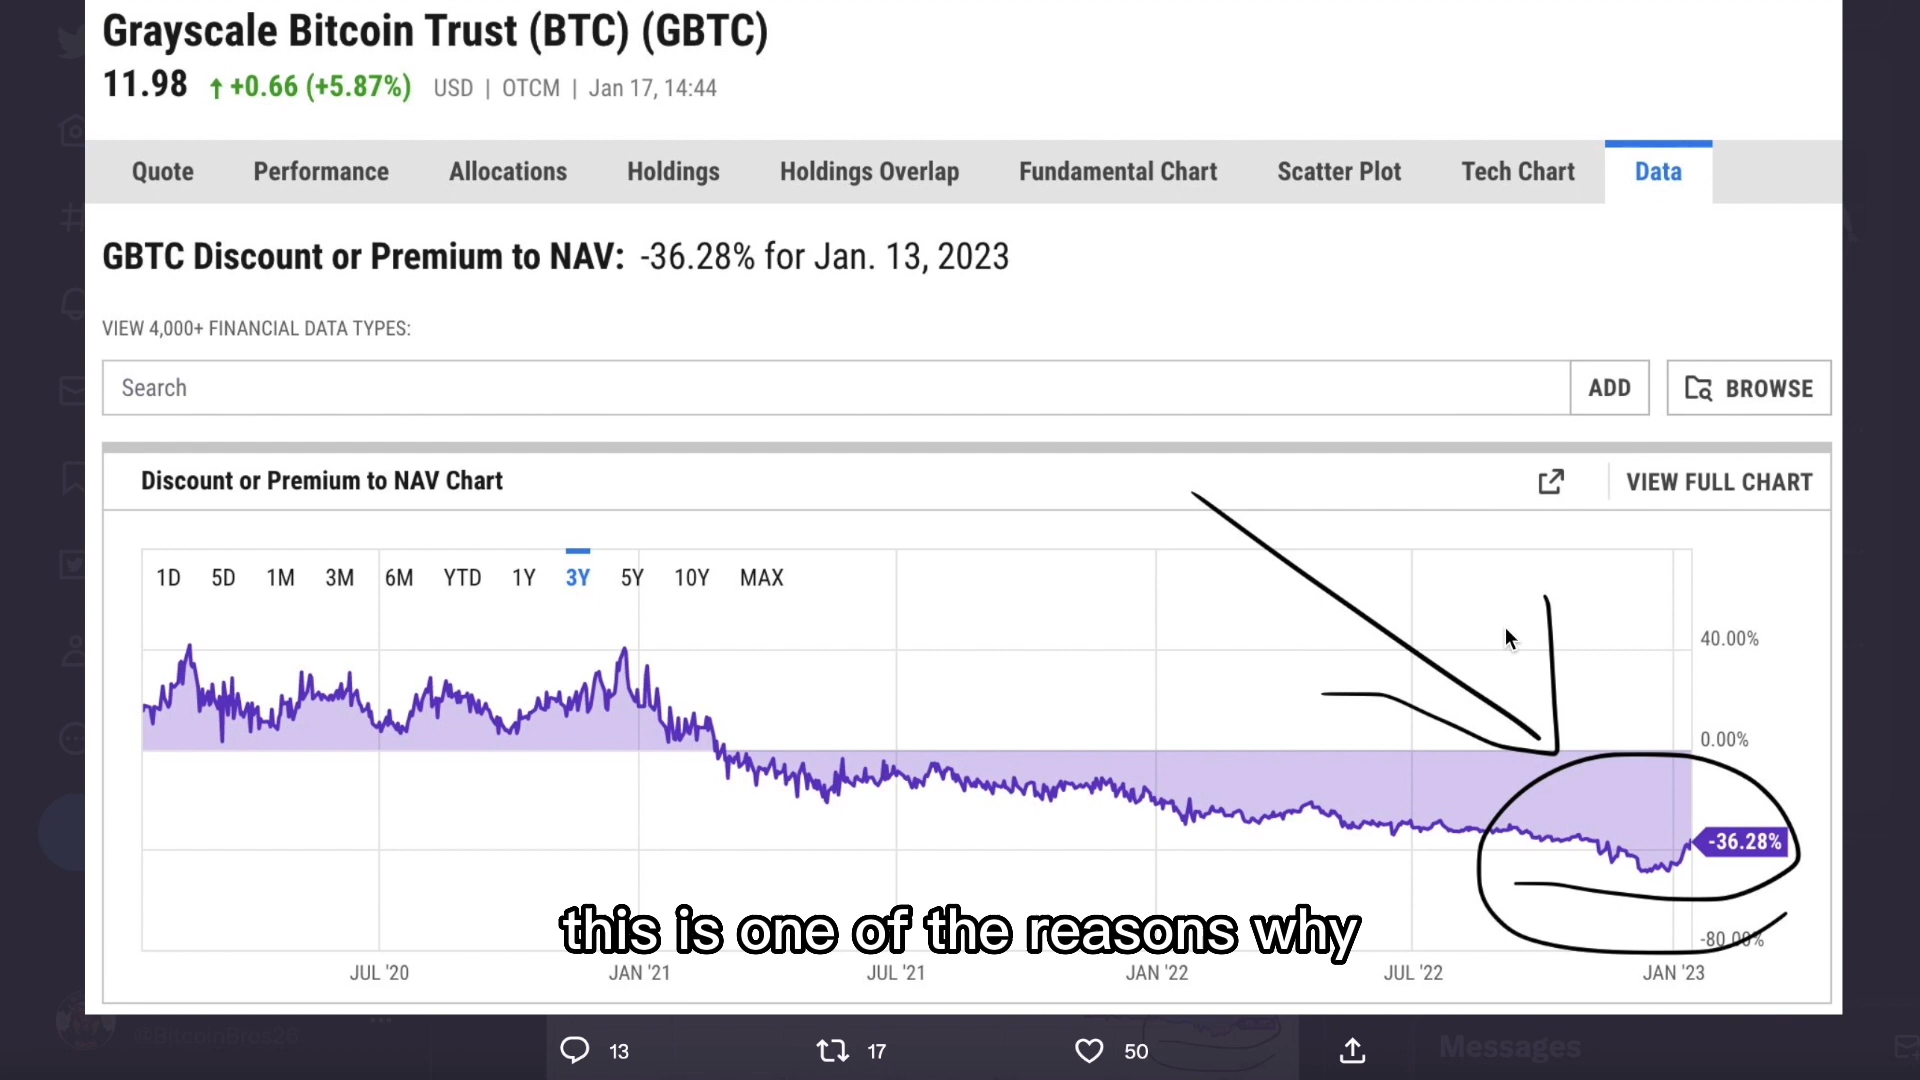 Grayscale Bitcoin Trust (BTC) (GBTC)
11.98 +0.66 (+5.87%) USD | OTCM | Jan 17, 14:44
Quote Performance Allocations Holdings Holdings Overlap Fundamental Chart Scatter Plot Tech Chart Data
GBTC Discount or Premium to NAV: -36.28% for Jan. 13, 2023
VIEW 4,000+ FINANCIAL DATA TYPES:
Search ADD BROWSE
Discount or Premium to NAV Chart VIEW FULL CHART
1D 5D 1M 3M 6M YTD 1Y 3Y 5Y 10Y MAX
40.00%
0.00%
-36.28%
-80.00%
this is one of the reasons why
JUL '20 JAN '21 JUL '21 JAN '22 JUL '22 JAN '23
@BitcoinBros26
13 17 50 Messages